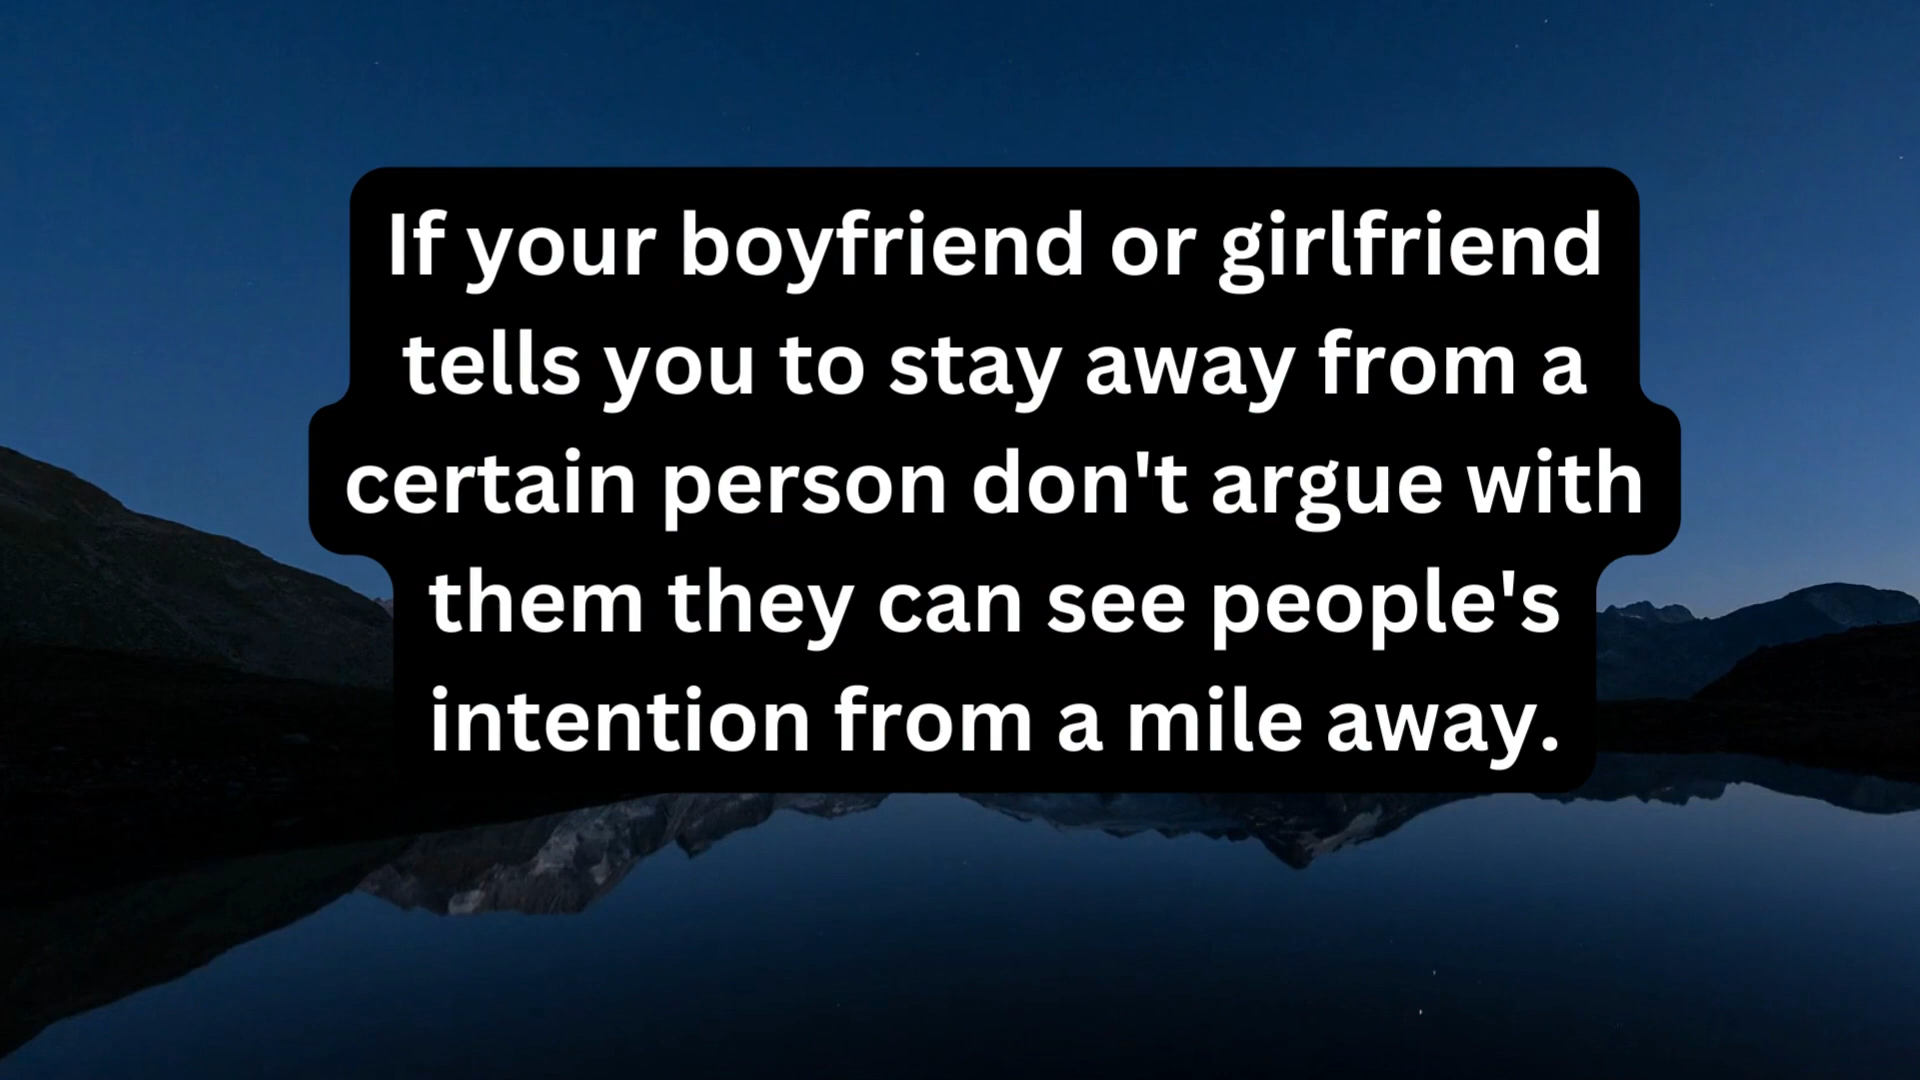 If your boyfriend or girlfriend
tells you to stay away from a
certain person don't argue with
them they can see people's
intention from a mile away.